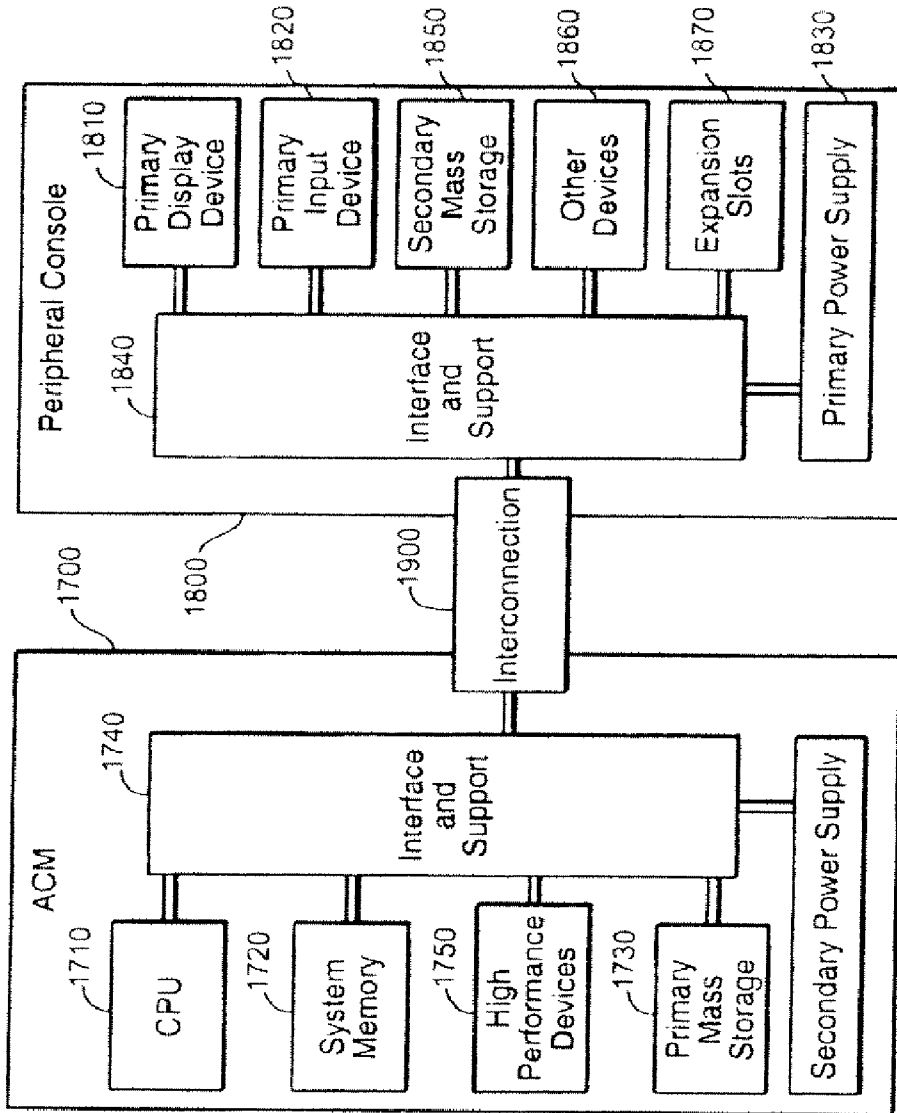 1700
ACM
1710
CPU
1720
System
Memory
1750
High
Performance
Devices
1730
Primary
Mass
Storage
1740
Interface
and
Support
Secondary Power Supply
1900
Interconnection
1800
Peripheral Console
1840
Interface
and
Support
1810
Primary
Display
Device
1820
Primary
Input
Device
1850
Secondary
Mass
Storage
1860
Other
Devices
1870
Expansion
Slots
1830
Primary Power Supply